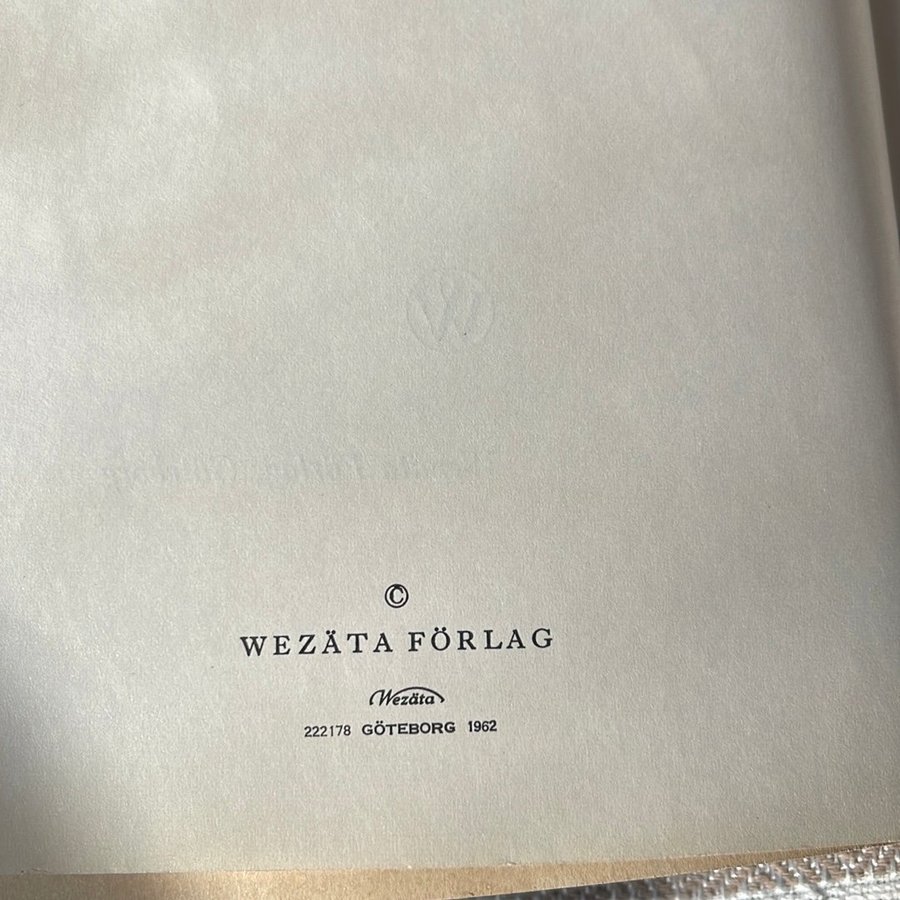 ©
WEZÄTA FÖRLAG
Wezäta
222178 GÖTEBORG 1962